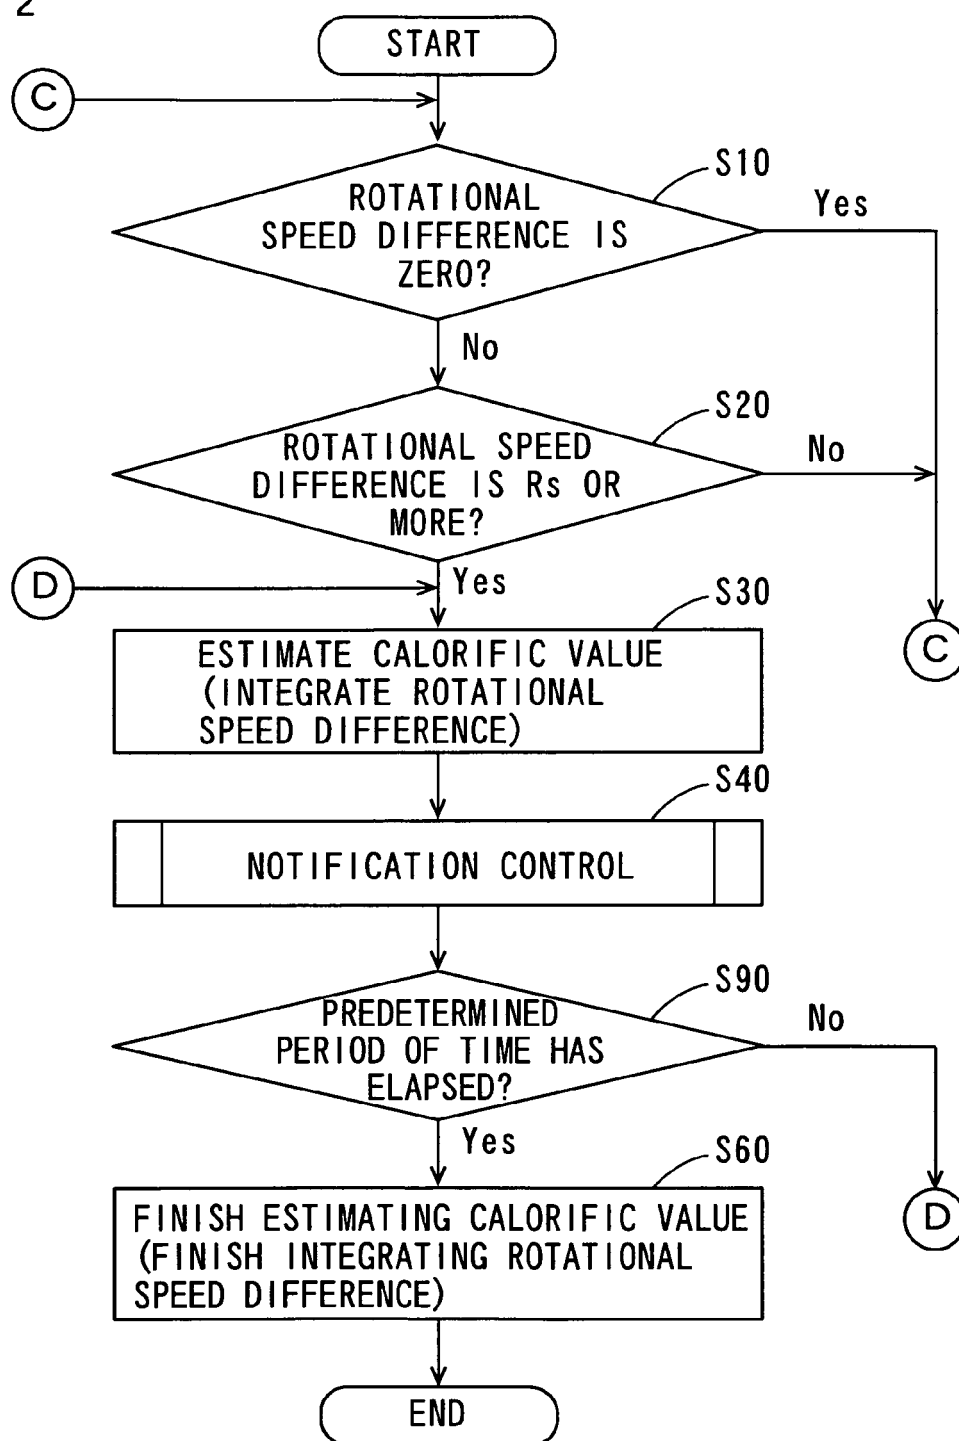 2
START
C
S10
ROTATIONAL
SPEED DIFFERENCE IS
ZERO?
Yes
No
S20
ROTATIONAL SPEED
DIFFERENCE IS Rs OR
MORE?
No
D
Yes
S30
C
ESTIMATE CALORIFIC VALUE
(INTEGRATE ROTATIONAL
SPEED DIFFERENCE)
S40
NOTIFICATION CONTROL
S90
PREDETERMINED
PERIOD OF TIME HAS
ELAPSED?
No
Yes
S60
D
FINISH ESTIMATING CALORIFIC VALUE
(FINISH INTEGRATING ROTATIONAL
SPEED DIFFERENCE)
END